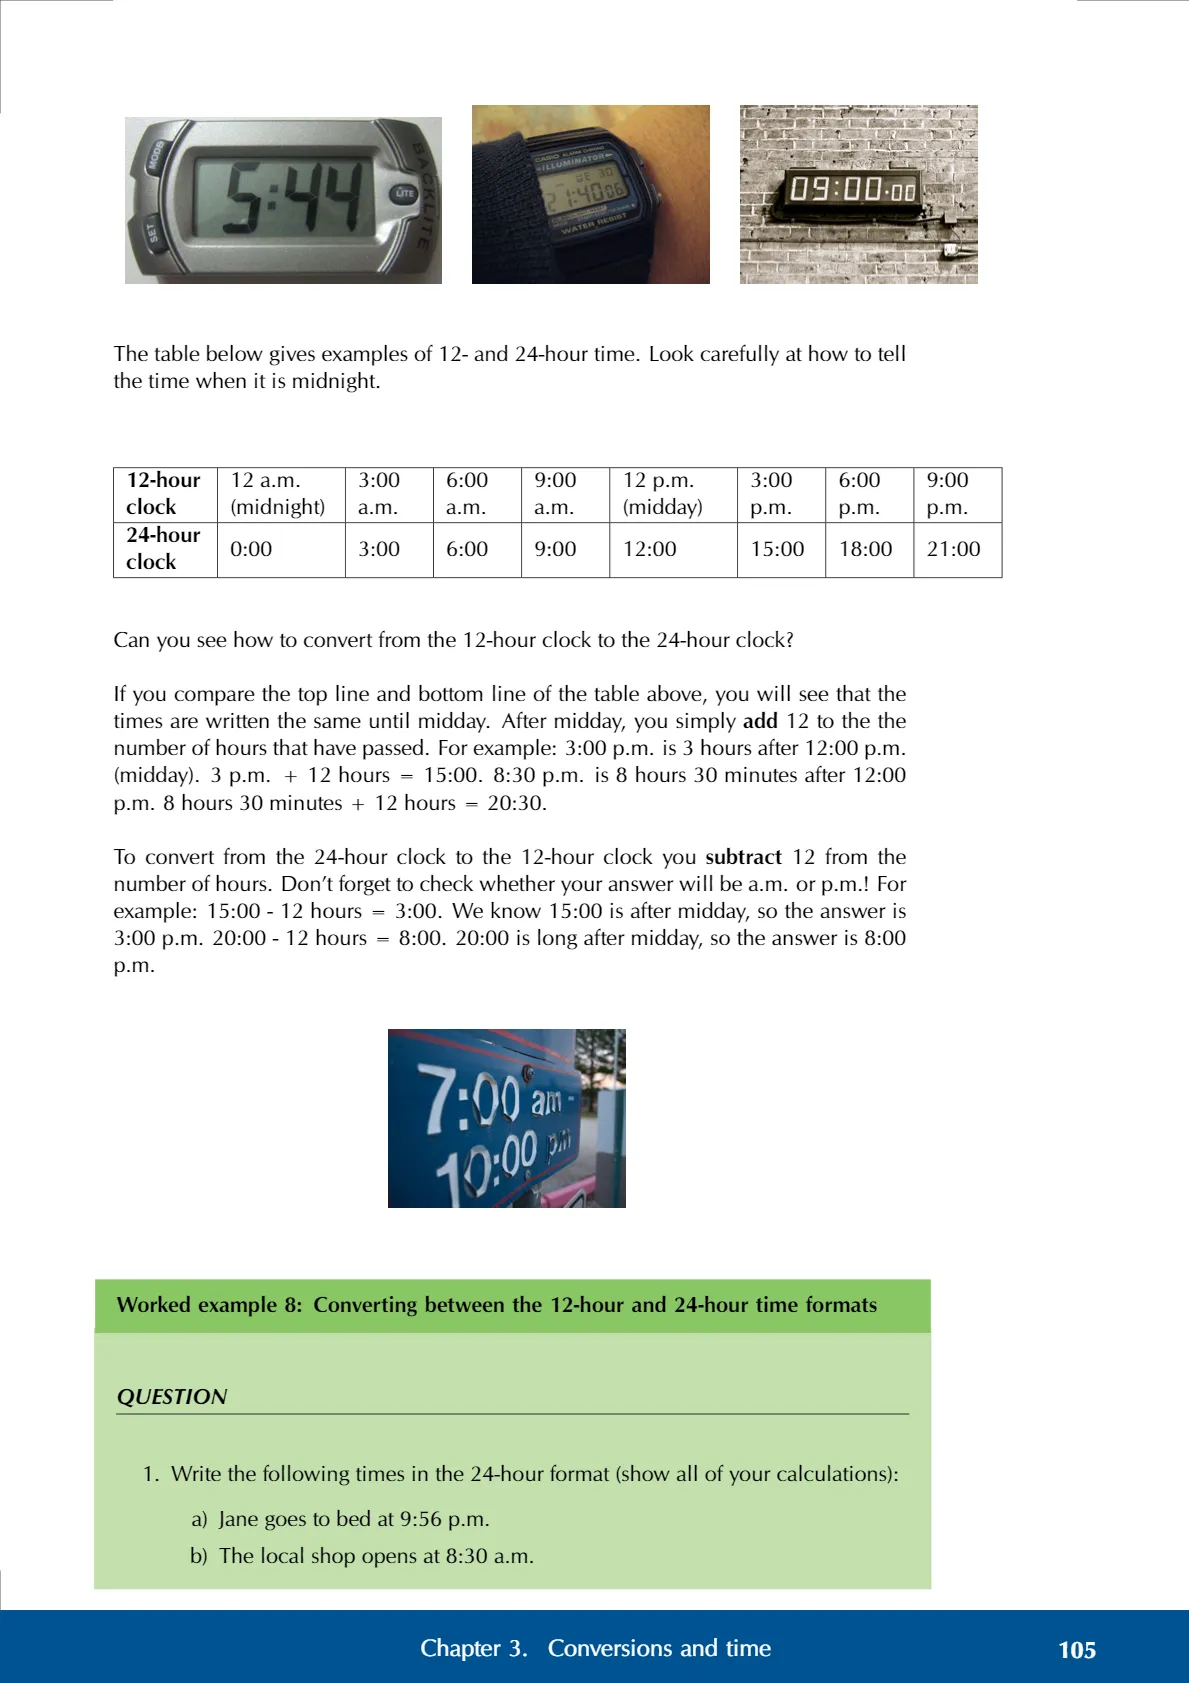 MODE
SET
5:44
LITE
BACKLITE
CASIO ALARM CHRONO
ILLUMINATOR
WE 30
21:40 06
WATER RESIST
09:00:00
The table below gives examples of 12- and 24-hour time. Look carefully at how to tell
the time when it is midnight.
12-hour clock 12 a.m. (midnight) 3:00 a.m. 6:00 a.m. 9:00 a.m. 12 p.m. (midday) 3:00 p.m. 6:00 p.m. 9:00 p.m.
24-hour clock 0:00 3:00 6:00 9:00 12:00 15:00 18:00 21:00
Can you see how to convert from the 12-hour clock to the 24-hour clock?
If you compare the top line and bottom line of the table above, you will see that the
times are written the same until midday. After midday, you simply add 12 to the the
number of hours that have passed. For example: 3:00 p.m. is 3 hours after 12:00 p.m.
(midday). 3 p.m. + 12 hours = 15:00. 8:30 p.m. is 8 hours 30 minutes after 12:00
p.m. 8 hours 30 minutes + 12 hours = 20:30.
To convert from the 24-hour clock to the 12-hour clock you subtract 12 from the
number of hours. Don't forget to check whether your answer will be a.m. or p.m.! For
example: 15:00 - 12 hours = 3:00. We know 15:00 is after midday, so the answer is
3:00 p.m. 20:00 - 12 hours = 8:00. 20:00 is long after midday, so the answer is 8:00
p.m.
7:00 am -
10:00 pm
Worked example 8: Converting between the 12-hour and 24-hour time formats
QUESTION
1. Write the following times in the 24-hour format (show all of your calculations):
a) Jane goes to bed at 9:56 p.m.
b) The local shop opens at 8:30 a.m.
Chapter 3. Conversions and time 105